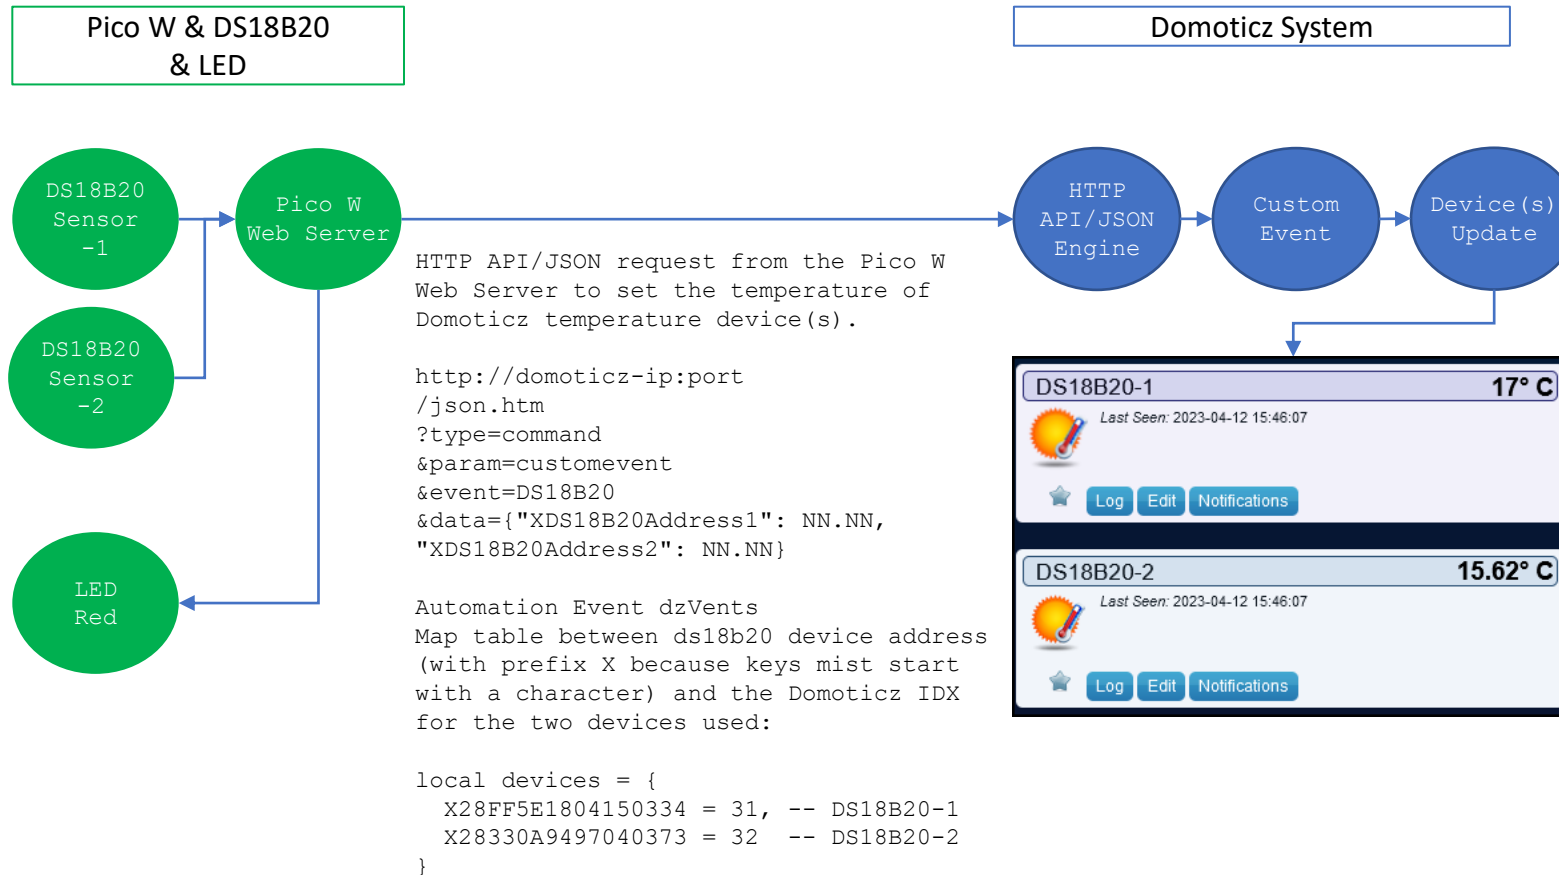 Pico W & DS18B20
& LED
Domoticz System
DS18B20
Sensor
-1
Pico W
Web Server
HTTP
API/JSON
Engine
Custom
Event
Device(s)
Update
DS18B20
Sensor
-2
LED
Red
HTTP API/JSON request from the Pico W
Web Server to set the temperature of
Domoticz temperature device(s).
http://domoticz-ip:port
/json.htm
?type=command
&param=customevent
&event=DS18B20
&data={"XDS18B20Address1": NN.NN,
"XDS18B20Address2": NN.NN}
Automation Event dzVents
Map table between ds18b20 device address
(with prefix X because keys mist start
with a character) and the Domoticz IDX
for the two devices used:
local devices = {
  X28FF5E1804150334 = 31, -- DS18B20-1
  X28330A9497040373 = 32  -- DS18B20-2
}
DS18B20-1 17° C
Last Seen: 2023-04-12 15:46:07
Log Edit Notifications
DS18B20-2 15.62° C
Last Seen: 2023-04-12 15:46:07
Log Edit Notifications